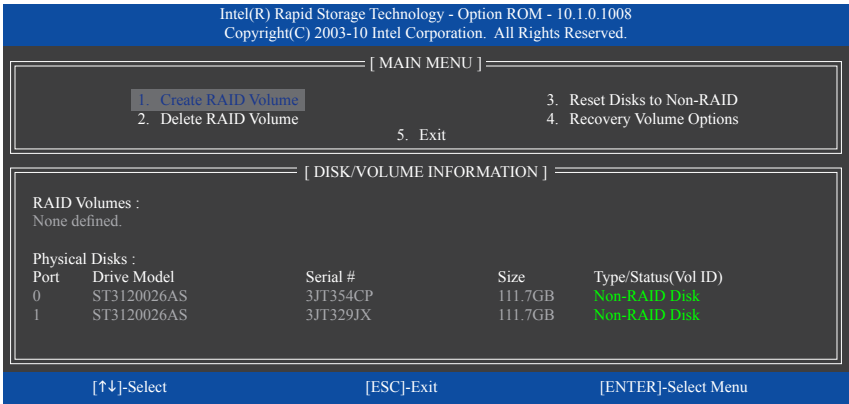 Intel(R) Rapid Storage Technology - Option ROM - 10.1.0.1008
Copyright(C) 2003-10 Intel Corporation. All Rights Reserved.
[ MAIN MENU ]
1. Create RAID Volume 3. Reset Disks to Non-RAID
2. Delete RAID Volume 4. Recovery Volume Options
5. Exit
[ DISK/VOLUME INFORMATION ]
RAID Volumes :
None defined.
Physical Disks :
Port Drive Model Serial # Size Type/Status(Vol ID)
0 ST3120026AS 3JT354CP 111.7GB Non-RAID Disk
1 ST3120026AS 3JT329JX 111.7GB Non-RAID Disk
[↑↓]-Select [ESC]-Exit [ENTER]-Select Menu